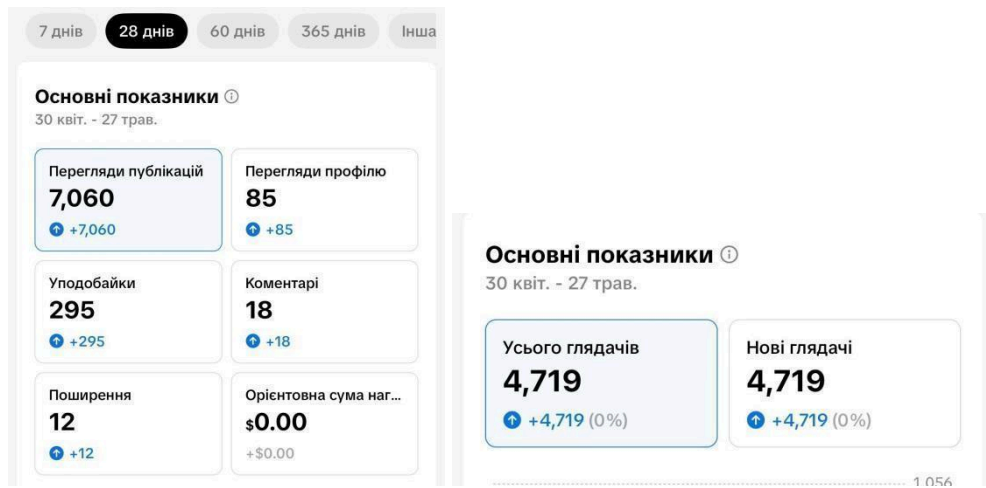 7 днів 28 днів 60 днів 365 днів Інша
Основні показники
30 квіт. - 27 трав.
Перегляди публікацій
7,060
+7,060
Перегляди профілю
85
+85
Уподобайки
295
+295
Коментарі
18
+18
Поширення
12
+12
Орієнтовна сума наг...
$0.00
+$0.00
Основні показники
30 квіт. - 27 трав.
Усього глядачів
4,719
+4,719 (0%)
Нові глядачі
4,719
+4,719 (0%)
1,056